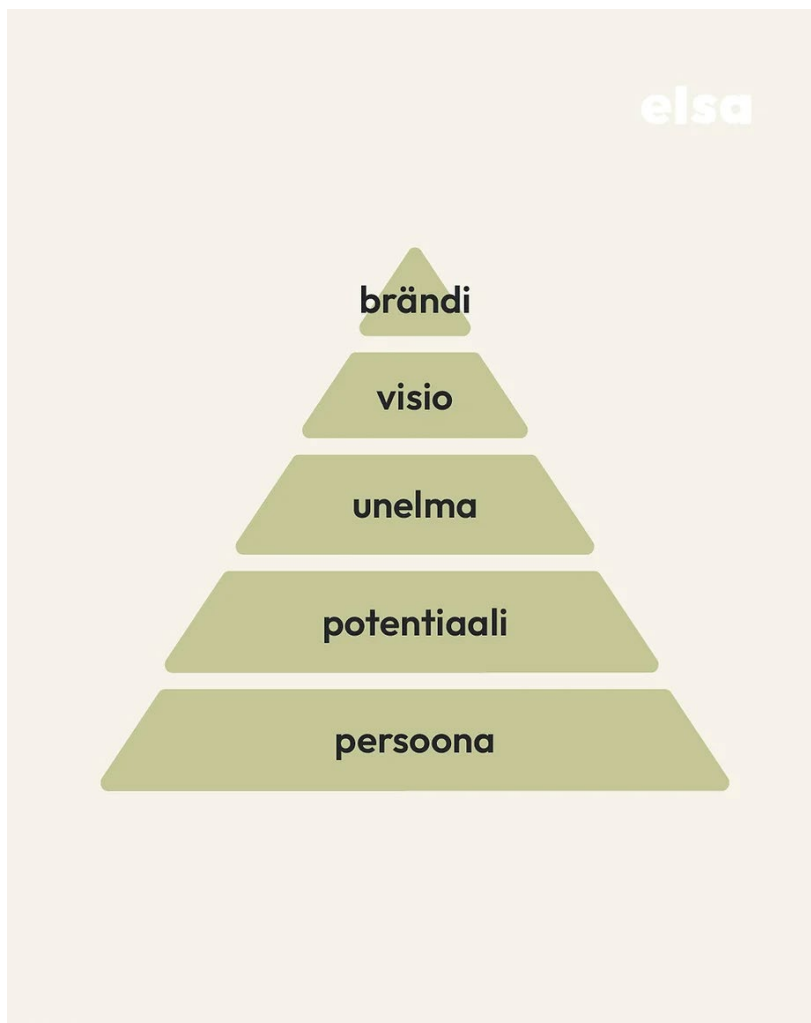 elsa
brändi
visio
unelma
potentiaali
persoona